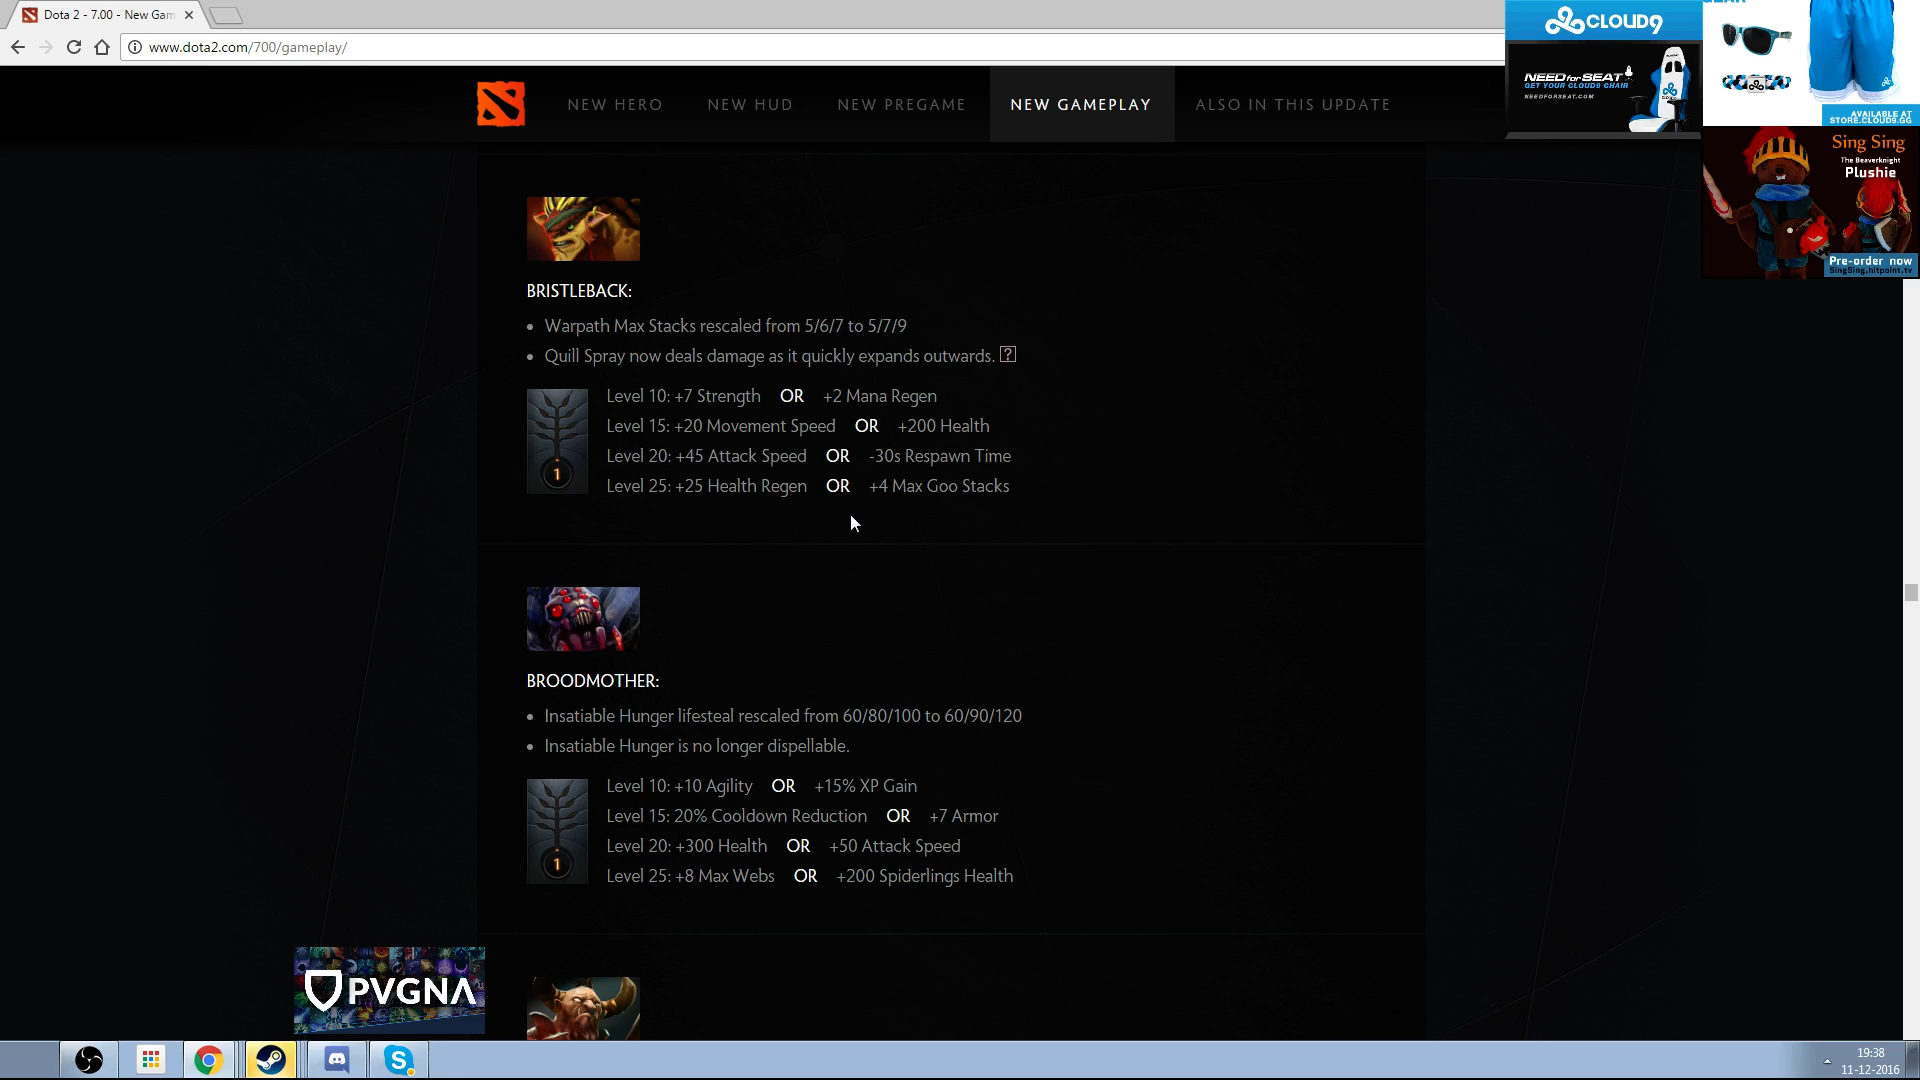 Dota 2 - 7.00 - New Gam
www.dota2.com/700/gameplay/
NEW HERO
NEW HUD
NEW PREGAME
NEW GAMEPLAY
ALSO IN THIS UPDATE
CLOUD9
NEED for SEAT
GET YOUR CLOUD9 CHAIR
NEEDFORSEAT.COM
AVAILABLE AT
STORE.CLOUD9.GG
Sing Sing
The Beaverknight
Plushie
Pre-order now
SingSing.hitpoint.tv
BRISTLEBACK:
• Warpath Max Stacks rescaled from 5/6/7 to 5/7/9
• Quill Spray now deals damage as it quickly expands outwards. ?
1
Level 10: +7 Strength OR +2 Mana Regen
Level 15: +20 Movement Speed OR +200 Health
Level 20: +45 Attack Speed OR -30s Respawn Time
Level 25: +25 Health Regen OR +4 Max Goo Stacks
BROODMOTHER:
• Insatiable Hunger lifesteal rescaled from 60/80/100 to 60/90/120
• Insatiable Hunger is no longer dispellable.
1
Level 10: +10 Agility OR +15% XP Gain
Level 15: 20% Cooldown Reduction OR +7 Armor
Level 20: +300 Health OR +50 Attack Speed
Level 25: +8 Max Webs OR +200 Spiderlings Health
PVGNA
19:38
11-12-2016